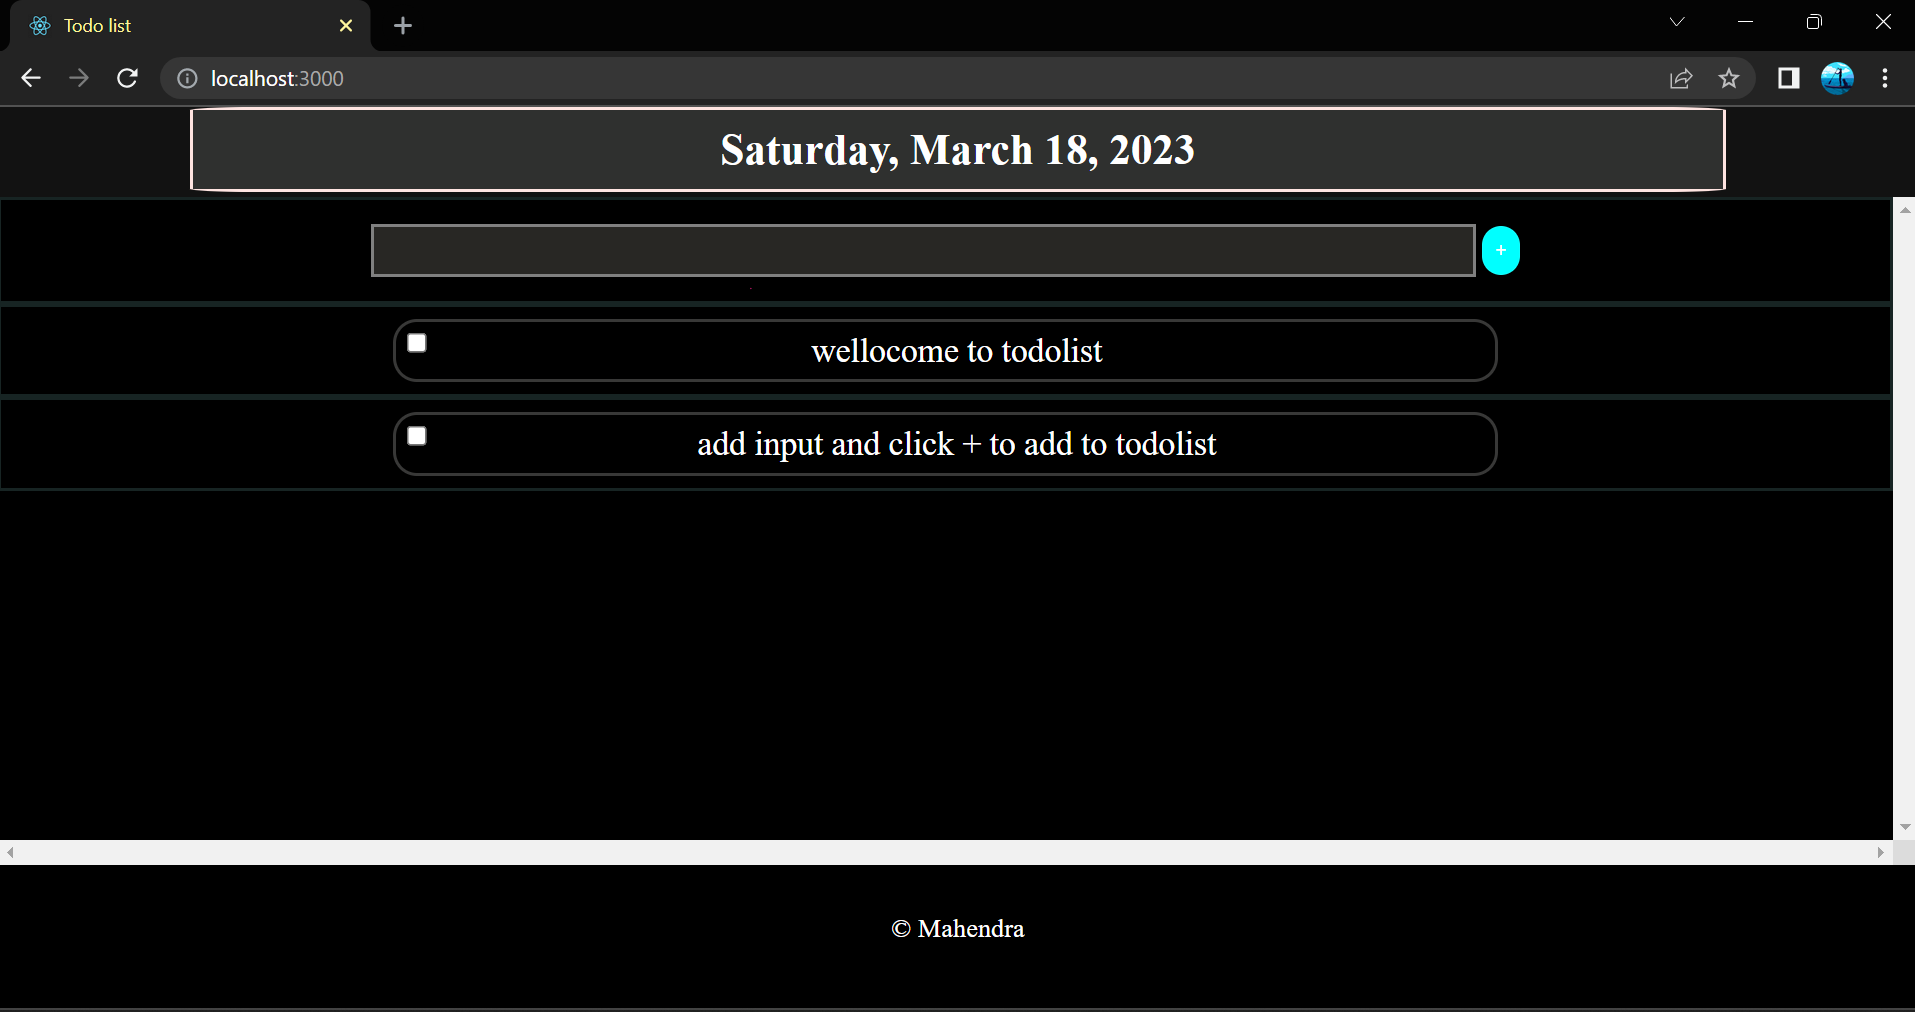 Todo list
localhost:3000
Saturday, March 18, 2023
+
wellocome to todolist
add input and click + to add to todolist
© Mahendra